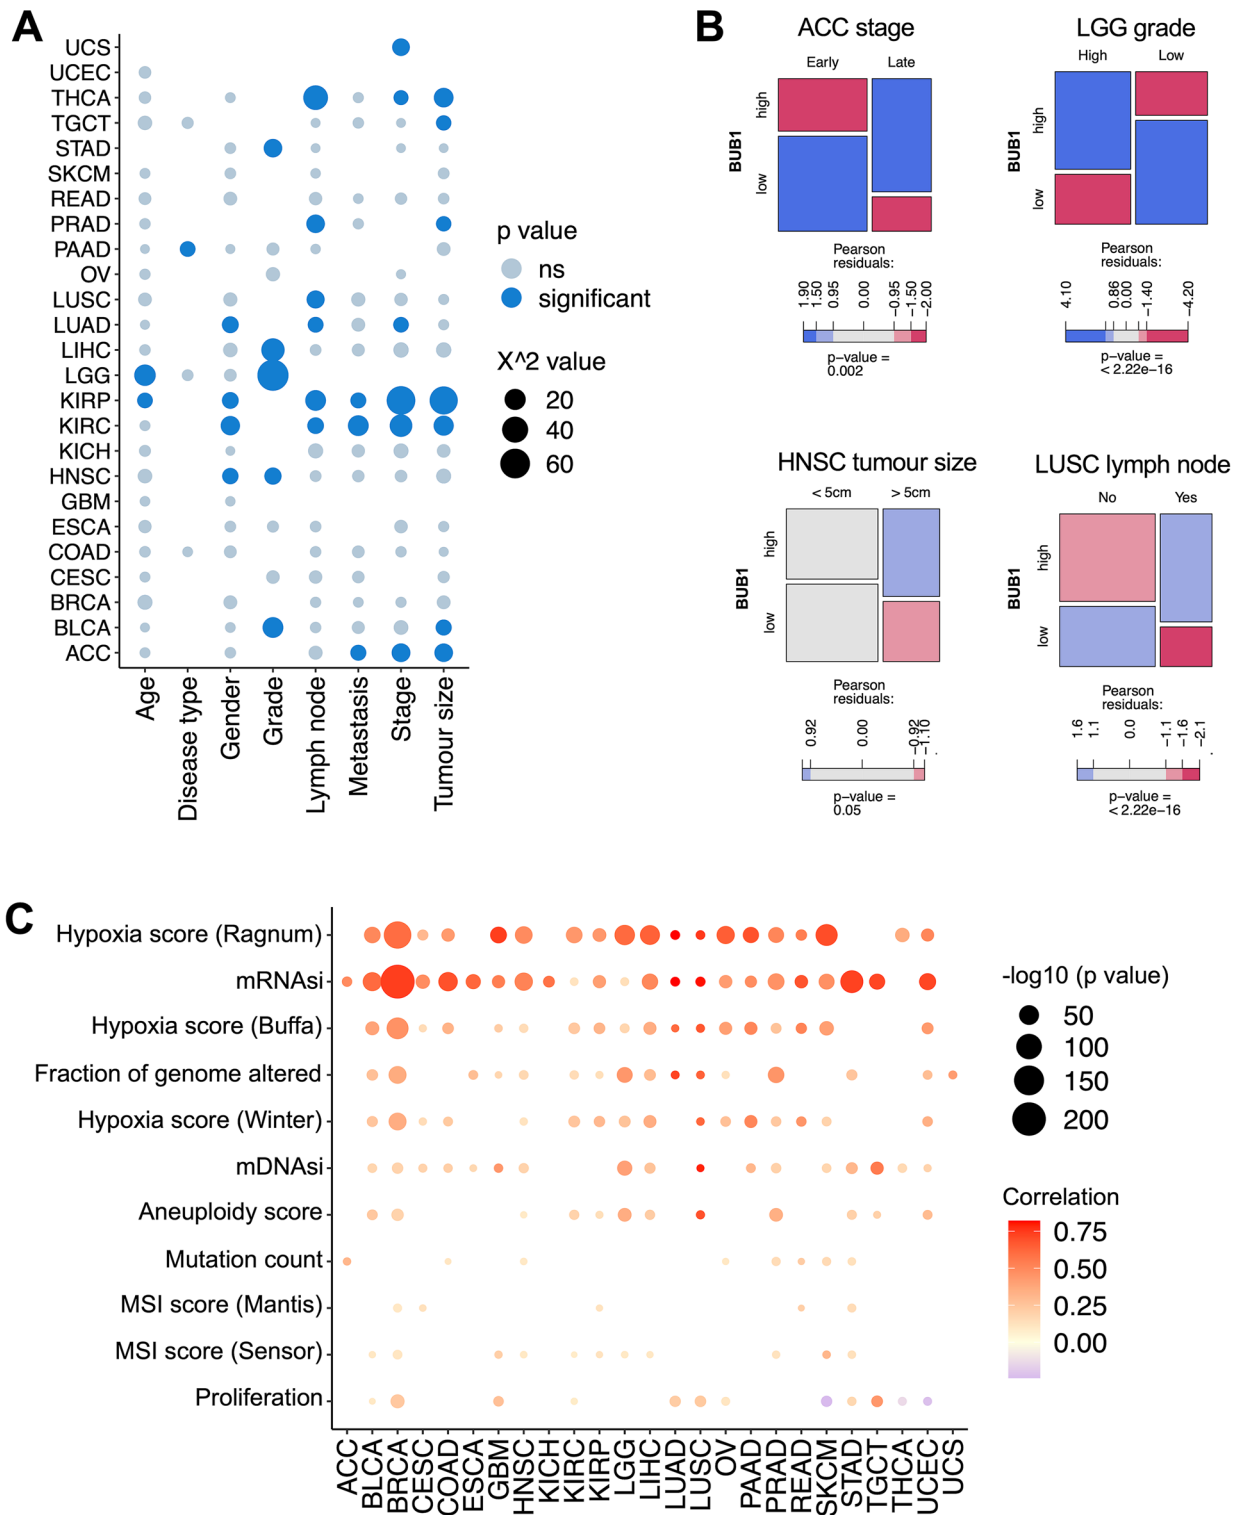 A
UCS
UCEC
THCA
TGCT
STAD
SKCM
READ
PRAD
PAAD
OV
LUSC
LUAD
LIHC
LGG
KIRP
KIRC
KICH
HNSC
GBM
ESCA
COAD
CESC
BRCA
BLCA
ACC
Age
Disease type
Gender
Grade
Lymph node
Metastasis
Stage
Tumour size
p value
ns
significant
X^2 value
20
40
60
B
ACC stage
Early Late
BUB1
high
low
Pearson
residuals:
1.90 1.50 0.95 0.00 −0.95 −1.50 −2.00
p−value =
0.002
LGG grade
High Low
BUB1
high
low
Pearson
residuals:
4.10 0.86 0.00 −1.40 −4.20
p−value =
< 2.22e−16
HNSC tumour size
< 5cm > 5cm
BUB1
high
low
Pearson
residuals:
0.92 0.00 −0.92 −1.10
p−value =
0.05
LUSC lymph node
No Yes
BUB1
high
low
Pearson
residuals:
1.6 1.1 0.0 −1.1 −1.6 −2.1
p−value =
< 2.22e−16
C
Hypoxia score (Ragnum)
mRNAsi
Hypoxia score (Buffa)
Fraction of genome altered
Hypoxia score (Winter)
mDNAsi
Aneuploidy score
Mutation count
MSI score (Mantis)
MSI score (Sensor)
Proliferation
ACC
BLCA
BRCA
CESC
COAD
ESCA
GBM
HNSC
KICH
KIRC
KIRP
LGG
LIHC
LUAD
LUSC
OV
PAAD
PRAD
READ
SKCM
STAD
TGCT
THCA
UCEC
UCS
-log10 (p value)
50
100
150
200
Correlation
0.75
0.50
0.25
0.00